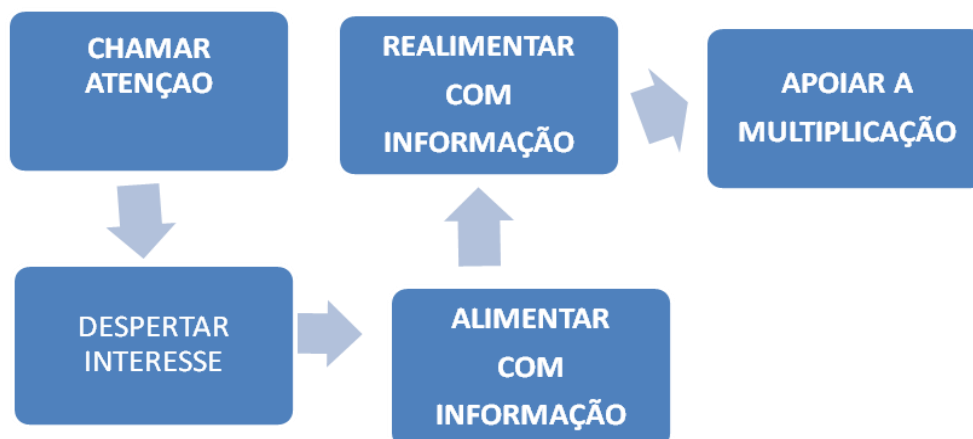 CHAMAR
ATENÇAO
DESPERTAR
INTERESSE
ALIMENTAR
COM
INFORMAÇÃO
REALIMENTAR
COM
INFORMAÇÃO
APOIAR A
MULTIPLICAÇÃO